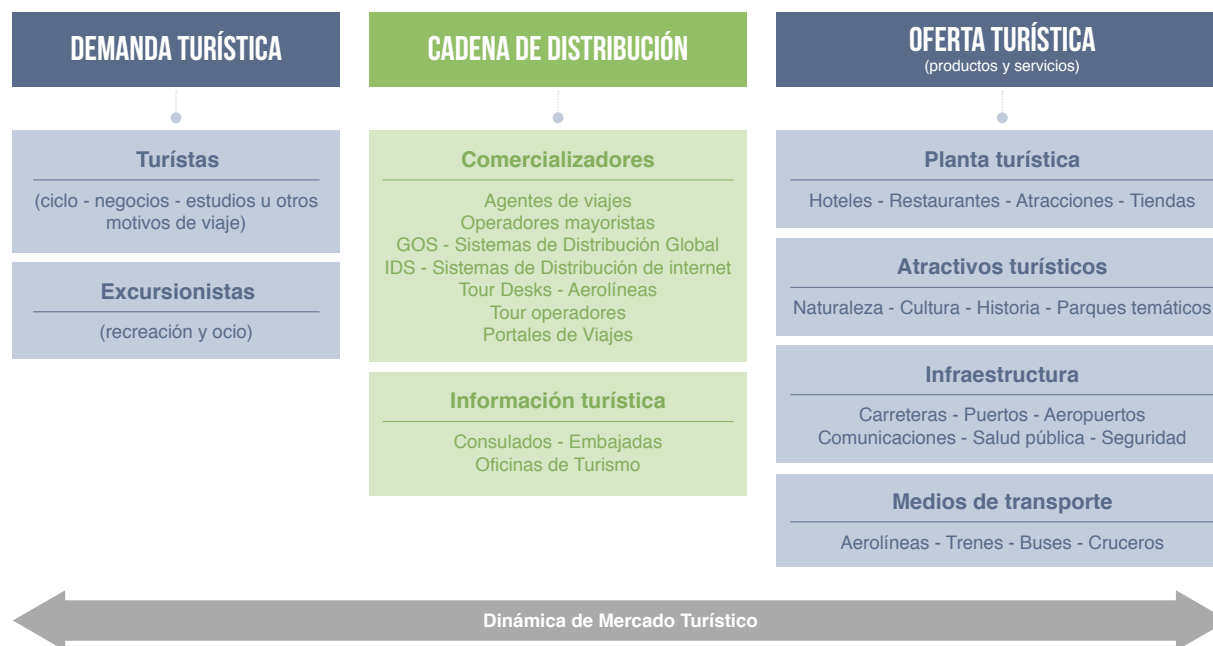 DEMANDA TURÍSTICA
Turístas
(ciclo - negocios - estudios u otros
motivos de viaje)
Excursionistas
(recreación y ocio)
CADENA DE DISTRIBUCIÓN
Comercializadores
Agentes de viajes
Operadores mayoristas
GOS - Sistemas de Distribución Global
IDS - Sistemas de Distribución de internet
Tour Desks - Aerolíneas
Tour operadores
Portales de Viajes
Información turística
Consulados - Embajadas
Oficinas de Turismo
OFERTA TURÍSTICA
(productos y servicios)
Planta turística
Hoteles - Restaurantes - Atracciones - Tiendas
Atractivos turísticos
Naturaleza - Cultura - Historia - Parques temáticos
Infraestructura
Carreteras - Puertos - Aeropuertos
Comunicaciones - Salud pública - Seguridad
Medios de transporte
Aerolíneas - Trenes - Buses - Cruceros
Dinámica de Mercado Turístico